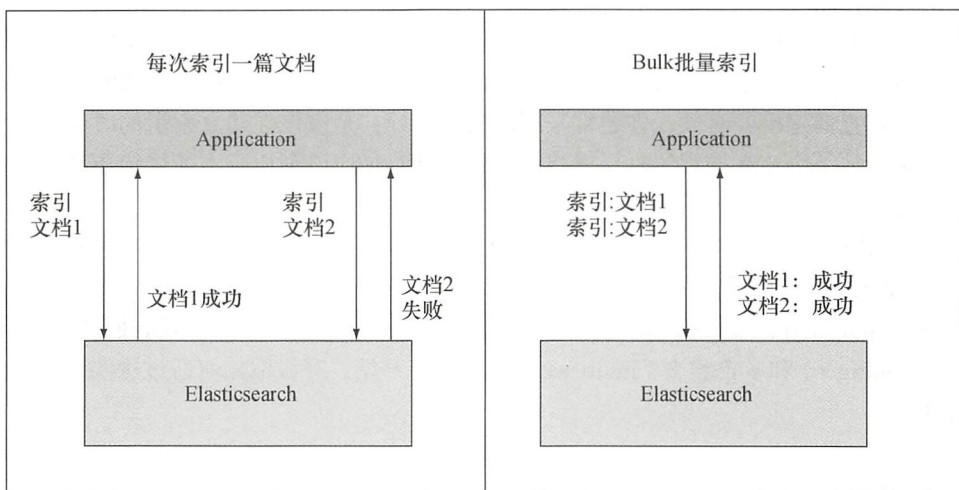 每次索引一篇文档
Application
索引
文档1
文档1成功
索引
文档2
文档2
失败
Elasticsearch
Bulk批量索引
Application
索引:文档1
索引:文档2
文档1：成功
文档2：成功
Elasticsearch